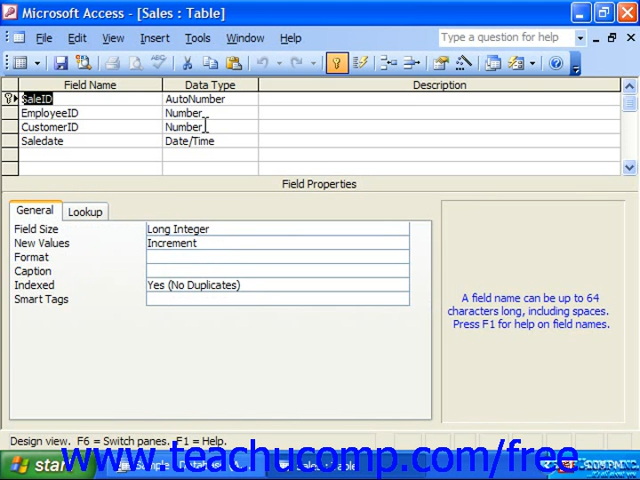 Microsoft Access - [Sales : Table]
File Edit View Insert Tools Window Help Type a question for help
Field Name Data Type Description
SaleID AutoNumber
EmployeeID Number
CustomerID Number
Saledate Date/Time
Field Properties
General Lookup
Field Size Long Integer
New Values Increment
Format
Caption
Indexed Yes (No Duplicates)
Smart Tags
A field name can be up to 64
characters long, including spaces.
Press F1 for help on field names.
Design view. F6 = Switch panes. F1 = Help.
www.teachucomp.com/free
start